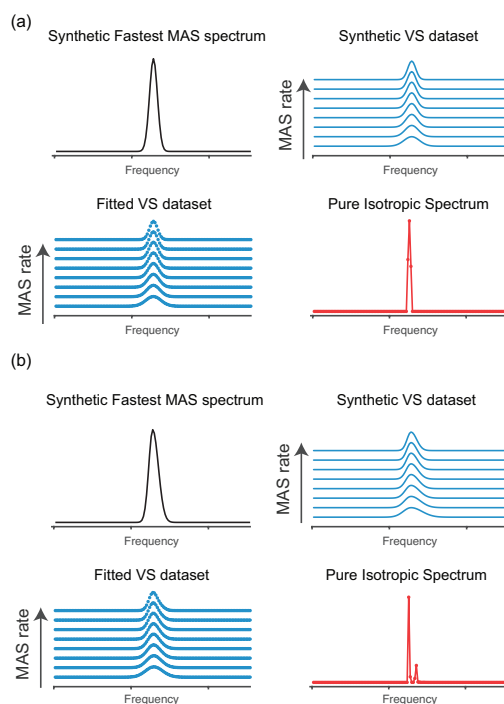 (a)
Synthetic Fastest MAS spectrum
Synthetic VS dataset
MAS rate
Frequency
Frequency
Fitted VS dataset
Pure Isotropic Spectrum
MAS rate
Frequency
Frequency
(b)
Synthetic Fastest MAS spectrum
Synthetic VS dataset
MAS rate
Frequency
Frequency
Fitted VS dataset
Pure Isotropic Spectrum
MAS rate
Frequency
Frequency